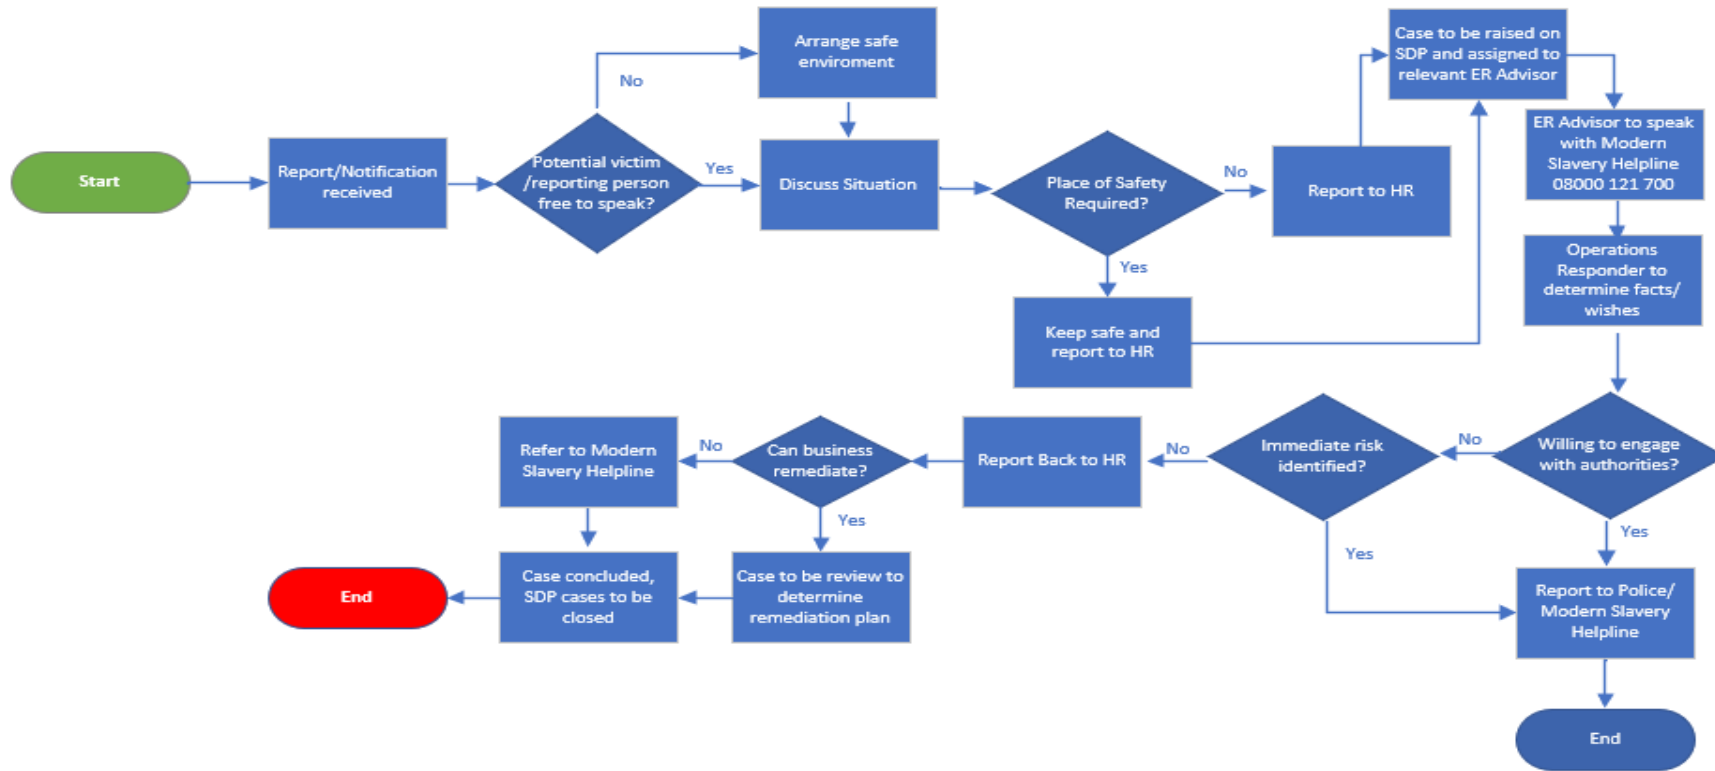 Start
Report/Notification
received
Potential victim
/reporting person
free to speak?
No
Arrange safe
enviroment
Yes
Discuss Situation
Place of Safety
Required?
No
Report to HR
Yes
Keep safe and
report to HR
Case to be raised on
SDP and assigned to
relevant ER Advisor
ER Advisor to speak
with Modern
Slavery Helpline
08000 121 700
Operations
Responder to
determine facts/
wishes
Willing to engage
with authorities?
No
Yes
Immediate risk
identified?
No
Yes
Report to Police/
Modern Slavery
Helpline
End
Report Back to HR
Can business
remediate?
No
Yes
Refer to Modern
Slavery Helpline
Case to be review to
determine
remediation plan
Case concluded,
SDP cases to be
closed
End